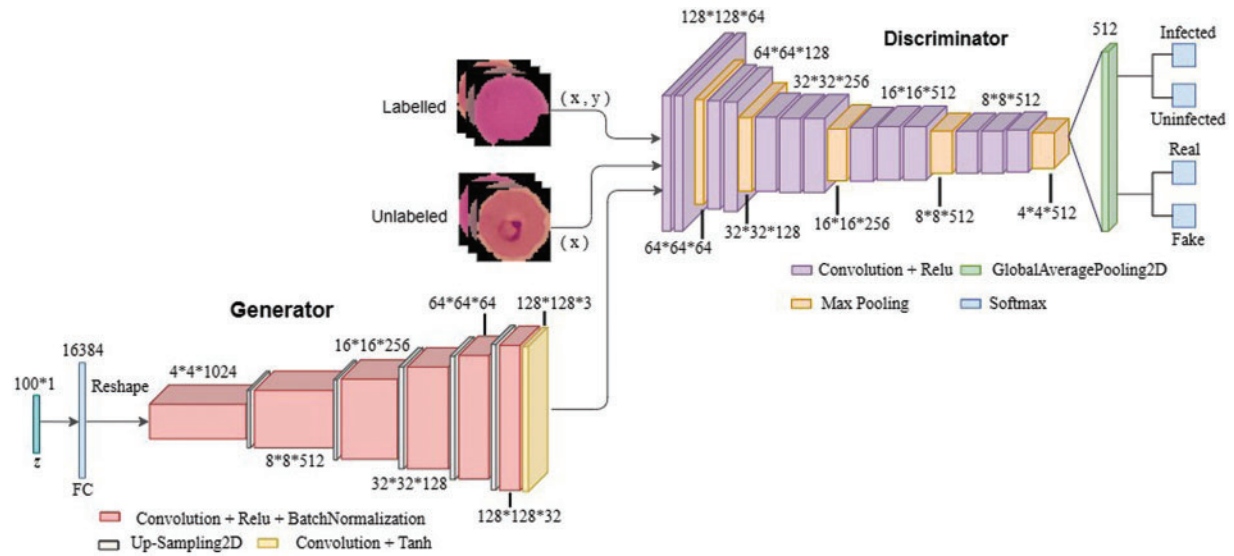 128*128*64
Discriminator
512
Infected
64*64*128
32*32*256
16*16*512
8*8*512
Labelled
(x,y)
Uninfected
Real
Unlabeled
(x)
Fake
64*64*64
32*32*128
16*16*256
8*8*512
4*4*512
Convolution + Relu
GlobalAveragePooling2D
Max Pooling
Softmax
Generator
64*64*64
128*128*3
16*16*256
16384
4*4*1024
100*1
Reshape
z
FC
8*8*512
32*32*128
128*128*32
Convolution + Relu + BatchNormalization
Up-Sampling2D
Convolution + Tanh